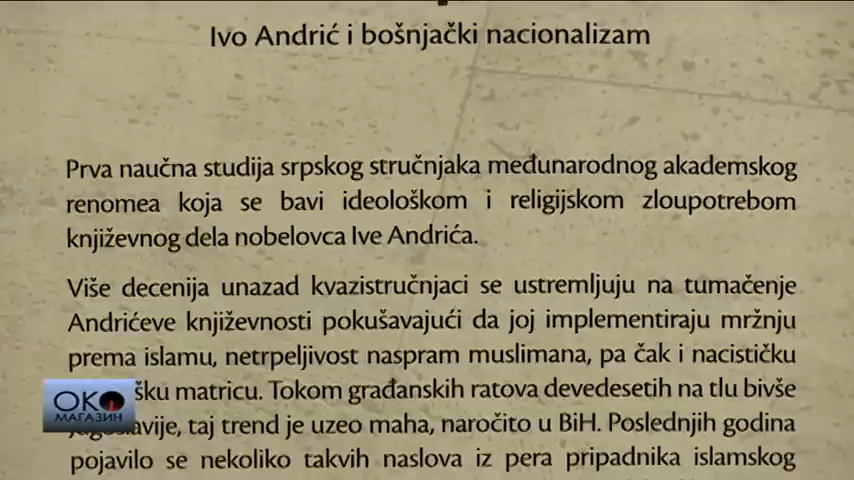 Ivo Andrić i bošnjački nacionalizam
Prva naučna studija srpskog stručnjaka međunarodnog akademskog
renomea koja se bavi ideološkom i religijskom zloupotrebom
književnog dela nobelovca Ive Andrića.
Više decenija unazad kvazistručnjaci se ustremljuju na tumačenje
Andrićeve književnosti pokušavajući da joj implementiraju mržnju
prema islamu, netrpeljivost naspram muslimana, pa čak i nacističku
šku matricu. Tokom građanskih ratova devedesetih na tlu bivše
avije, taj trend je uzeo maha, naročito u BiH. Poslednjih godina
pojavilo se nekoliko takvih naslova iz pera pripadnika islamskog
ОКО
МАГАЗИН